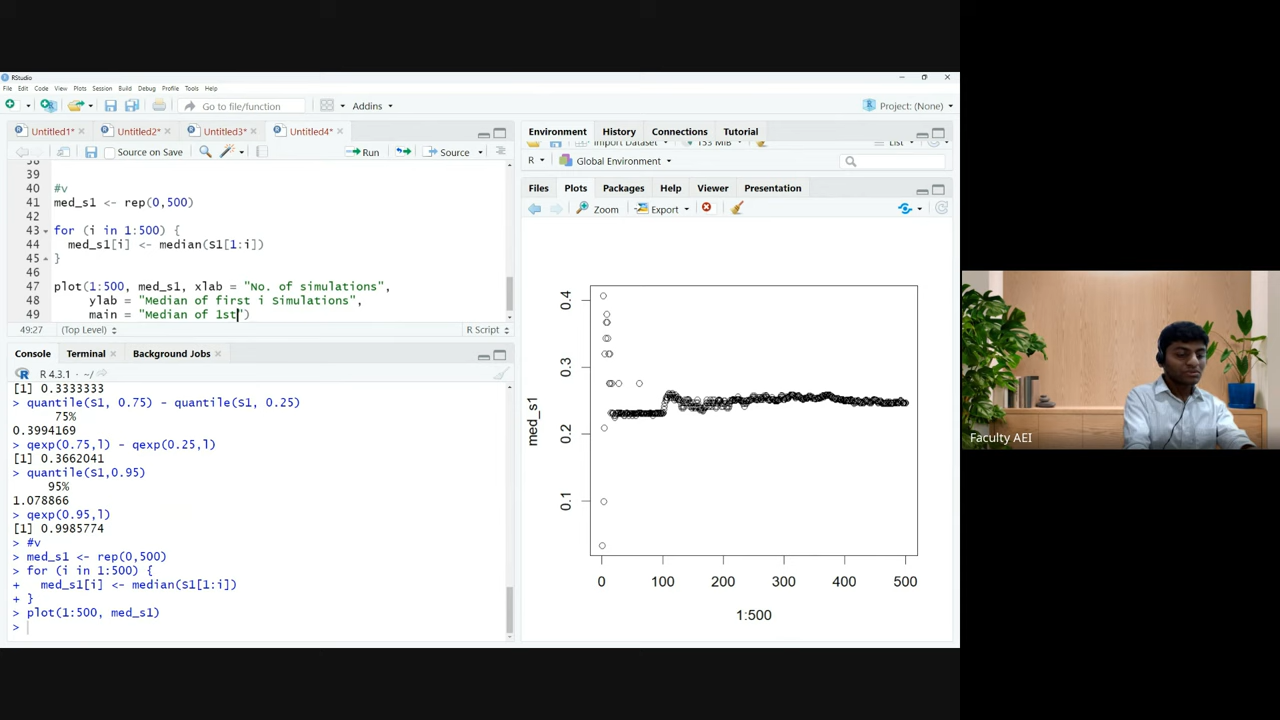 RStudio
File Edit Code View Plots Session Build Debug Profile Tools Help
Go to file/function
Addins
Project: (None)
Untitled1*
Untitled2*
Untitled3*
Untitled4*
Source on Save
Run
Source
38
39
40 #v
41 med_s1 <- rep(0,500)
42
43 for (i in 1:500) {
44 med_s1[i] <- median(S1[1:i])
45 }
46
47 plot(1:500, med_s1, xlab = "No. of simulations",
48 ylab = "Median of first i Simulations",
49 main = "Median of 1st")
49:27 (Top Level) R Script
Console Terminal Background Jobs
R 4.3.1 · ~/
[1] 0.3333333
> quantile(s1, 0.75) - quantile(s1, 0.25)
75%
0.3994169
> qexp(0.75,l) - qexp(0.25,l)
[1] 0.3662041
> quantile(s1,0.95)
95%
1.078866
> qexp(0.95,l)
[1] 0.9985774
> #v
> med_s1 <- rep(0,500)
> for (i in 1:500) {
+ med_s1[i] <- median(S1[1:i])
+ }
> plot(1:500, med_s1)
>
Environment History Connections Tutorial
Import Dataset 153 MiB List
R Global Environment
Files Plots Packages Help Viewer Presentation
Zoom Export
0.4
0.3
0.2
0.1
med_s1
0 100 200 300 400 500
1:500
Faculty AEI